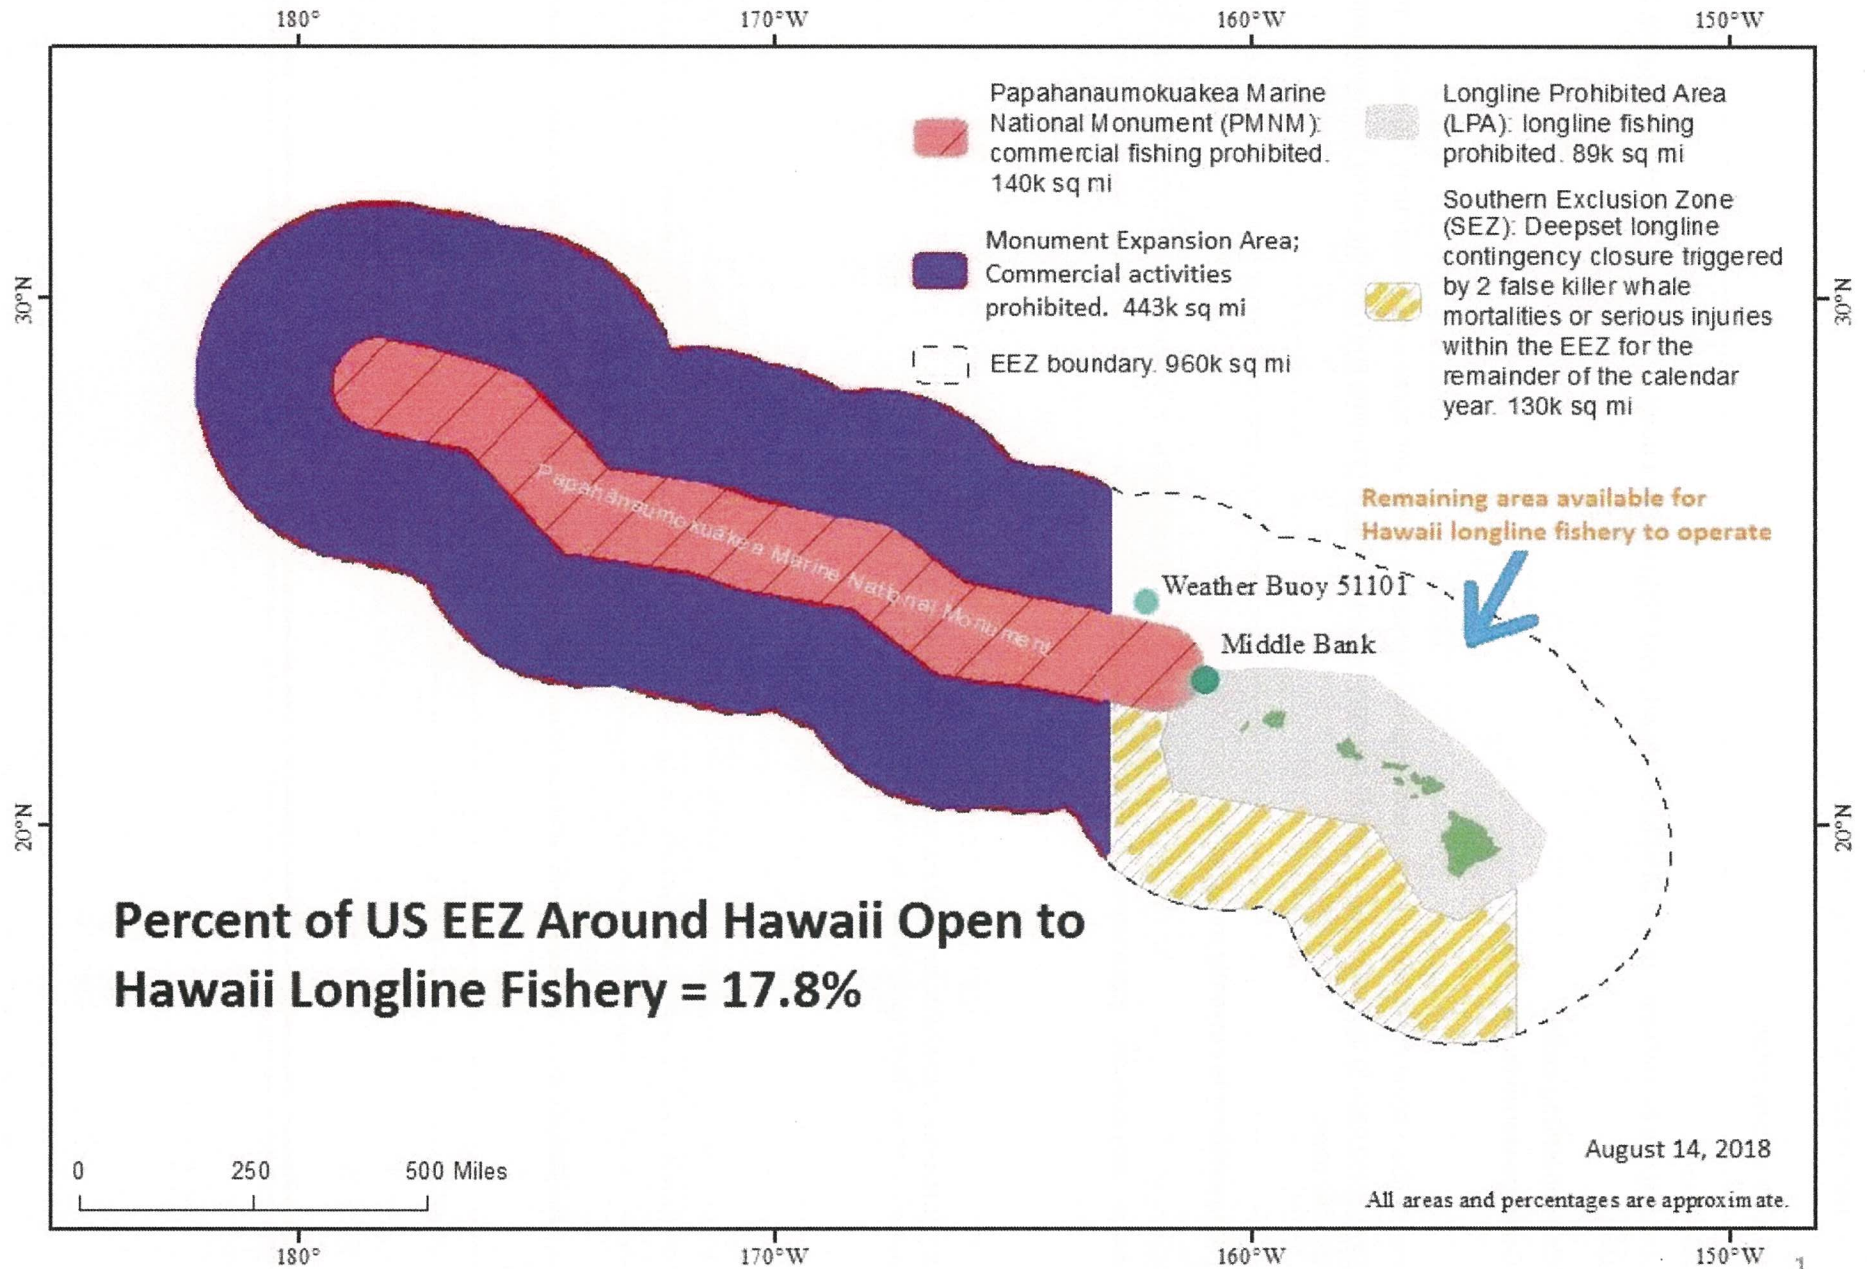 180°
170°W
160°W
150°W
Papahanaumokuakea Marine
National Monument (PMNM):
commercial fishing prohibited.
140k sq mi
Monument Expansion Area;
Commercial activities
prohibited. 443k sq mi
EEZ boundary. 960k sq mi
Longline Prohibited Area
(LPA): longline fishing
prohibited. 89k sq mi
Southern Exclusion Zone
(SEZ): Deepset longline
contingency closure triggered
by 2 false killer whale
mortalities or serious injuries
within the EEZ for the
remainder of the calendar
year. 130k sq mi
30°N
30°N
Remaining area available for
Hawaii longline fishery to operate
Papahānaumokuakea Marine National Monument
Weather Buoy 51101
Middle Bank
20°N
20°N
Percent of US EEZ Around Hawaii Open to
Hawaii Longline Fishery = 17.8%
0 250 500 Miles
August 14, 2018
All areas and percentages are approximate.
180°
170°W
160°W
150°W
1